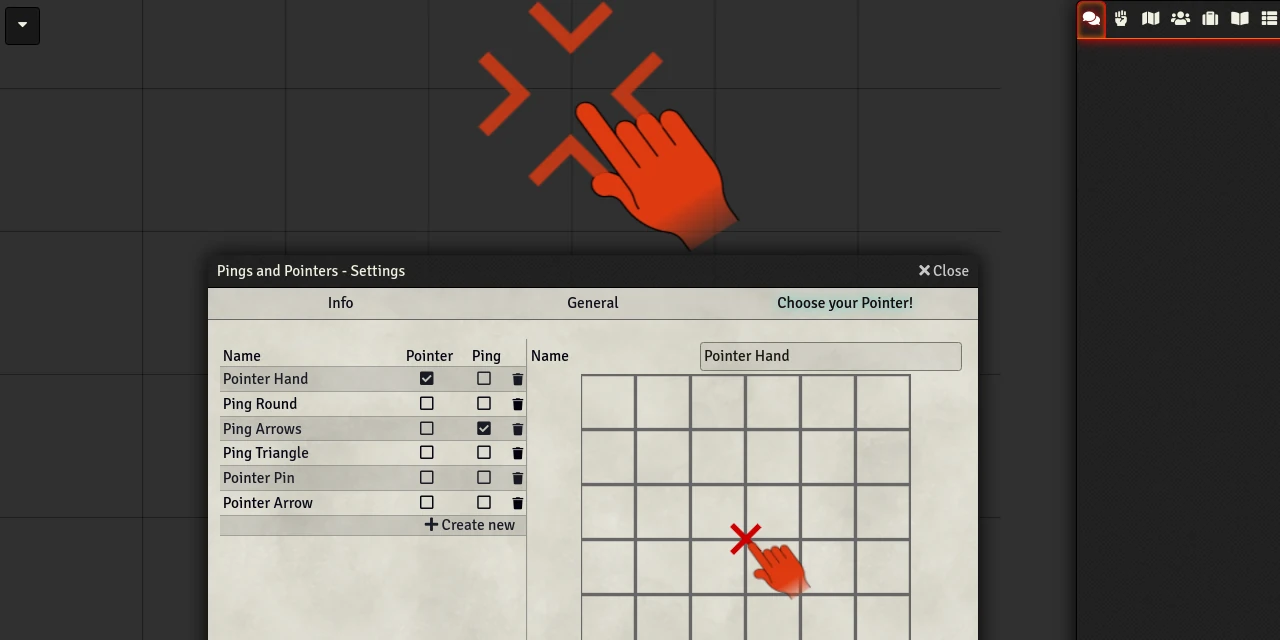 Pings and Pointers - Settings
Close
Info General Choose your Pointer!
Name Pointer Ping
Pointer Hand
Ping Round
Ping Arrows
Ping Triangle
Pointer Pin
Pointer Arrow
Create new
Name Pointer Hand